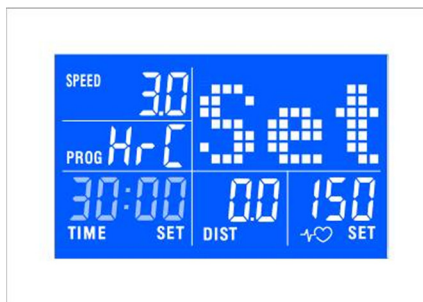 SPEED 3.0
Set
PROG HrC
30:00
TIME SET
0.0
DIST
150
SET